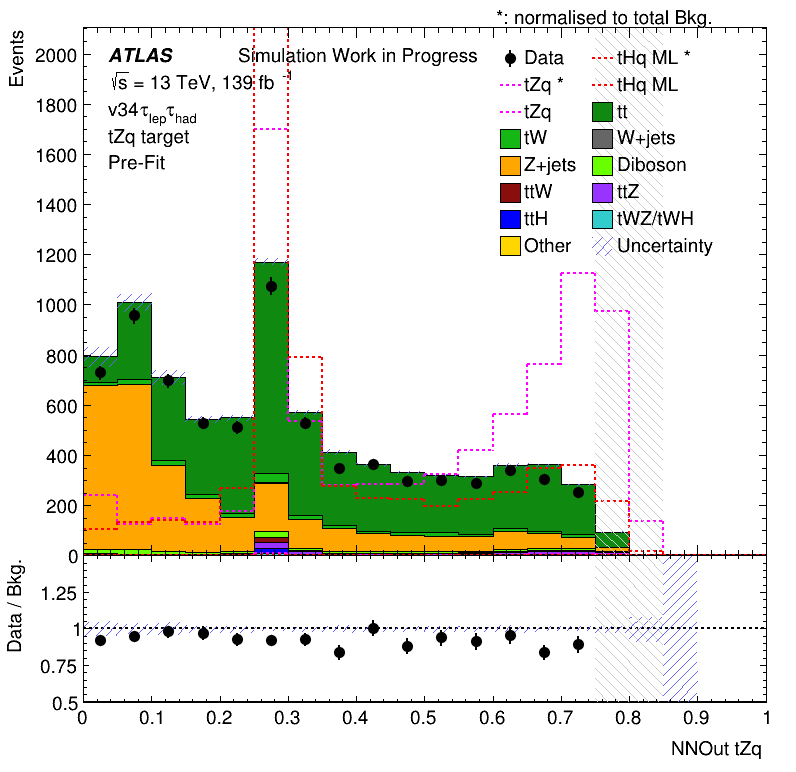 *: normalised to total Bkg.
Events
2000
1800
1600
1400
1200
1000
800
600
400
200
0
ATLAS Simulation Work in Progress
√s = 13 TeV, 139 fb⁻¹
v34τ_lep τ_had
tZq target
Pre-Fit
Data
tHq ML *
tZq *
tHq ML
tZq
tt
tW
W+jets
Z+jets
Diboson
ttW
ttZ
ttH
tWZ/tWH
Other
Uncertainty
Data / Bkg.
1.25
1
0.75
0.5
0 0.1 0.2 0.3 0.4 0.5 0.6 0.7 0.8 0.9 1
NNOut tZq